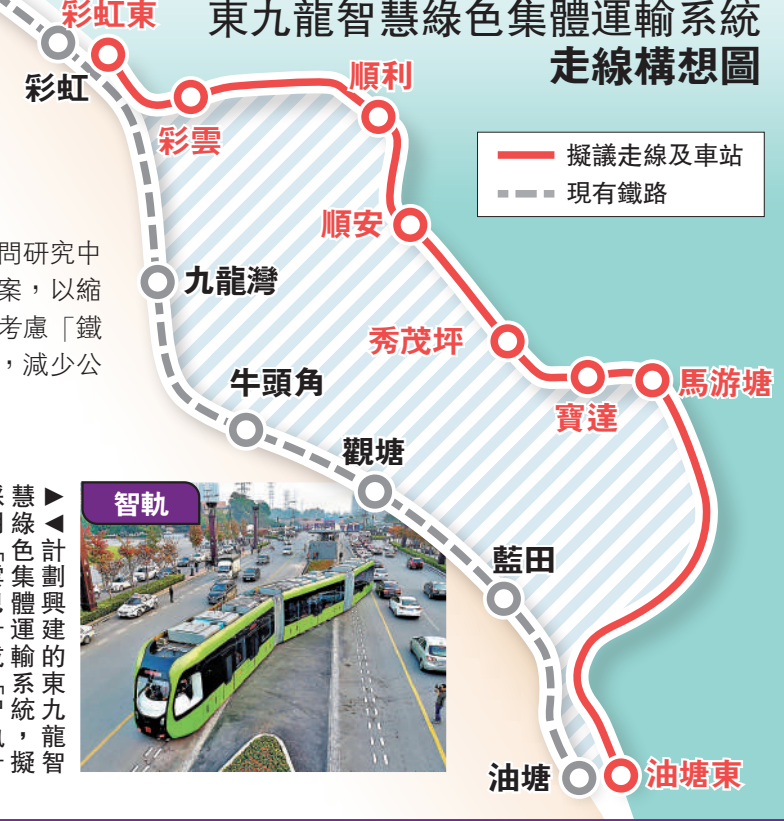 東九龍智慧綠色集體運輸系統
走線構想圖
擬議走線及車站
現有鐵路
彩虹東
彩虹
彩雲
順利
順安
九龍灣
秀茂坪
寶達
馬游塘
牛頭角
觀塘
藍田
油塘
油塘東
問研究中
案，以縮
考慮「鐵
，減少公
智軌
▶◀計劃興建的東九龍智
慧綠色集體運輸系統，擬